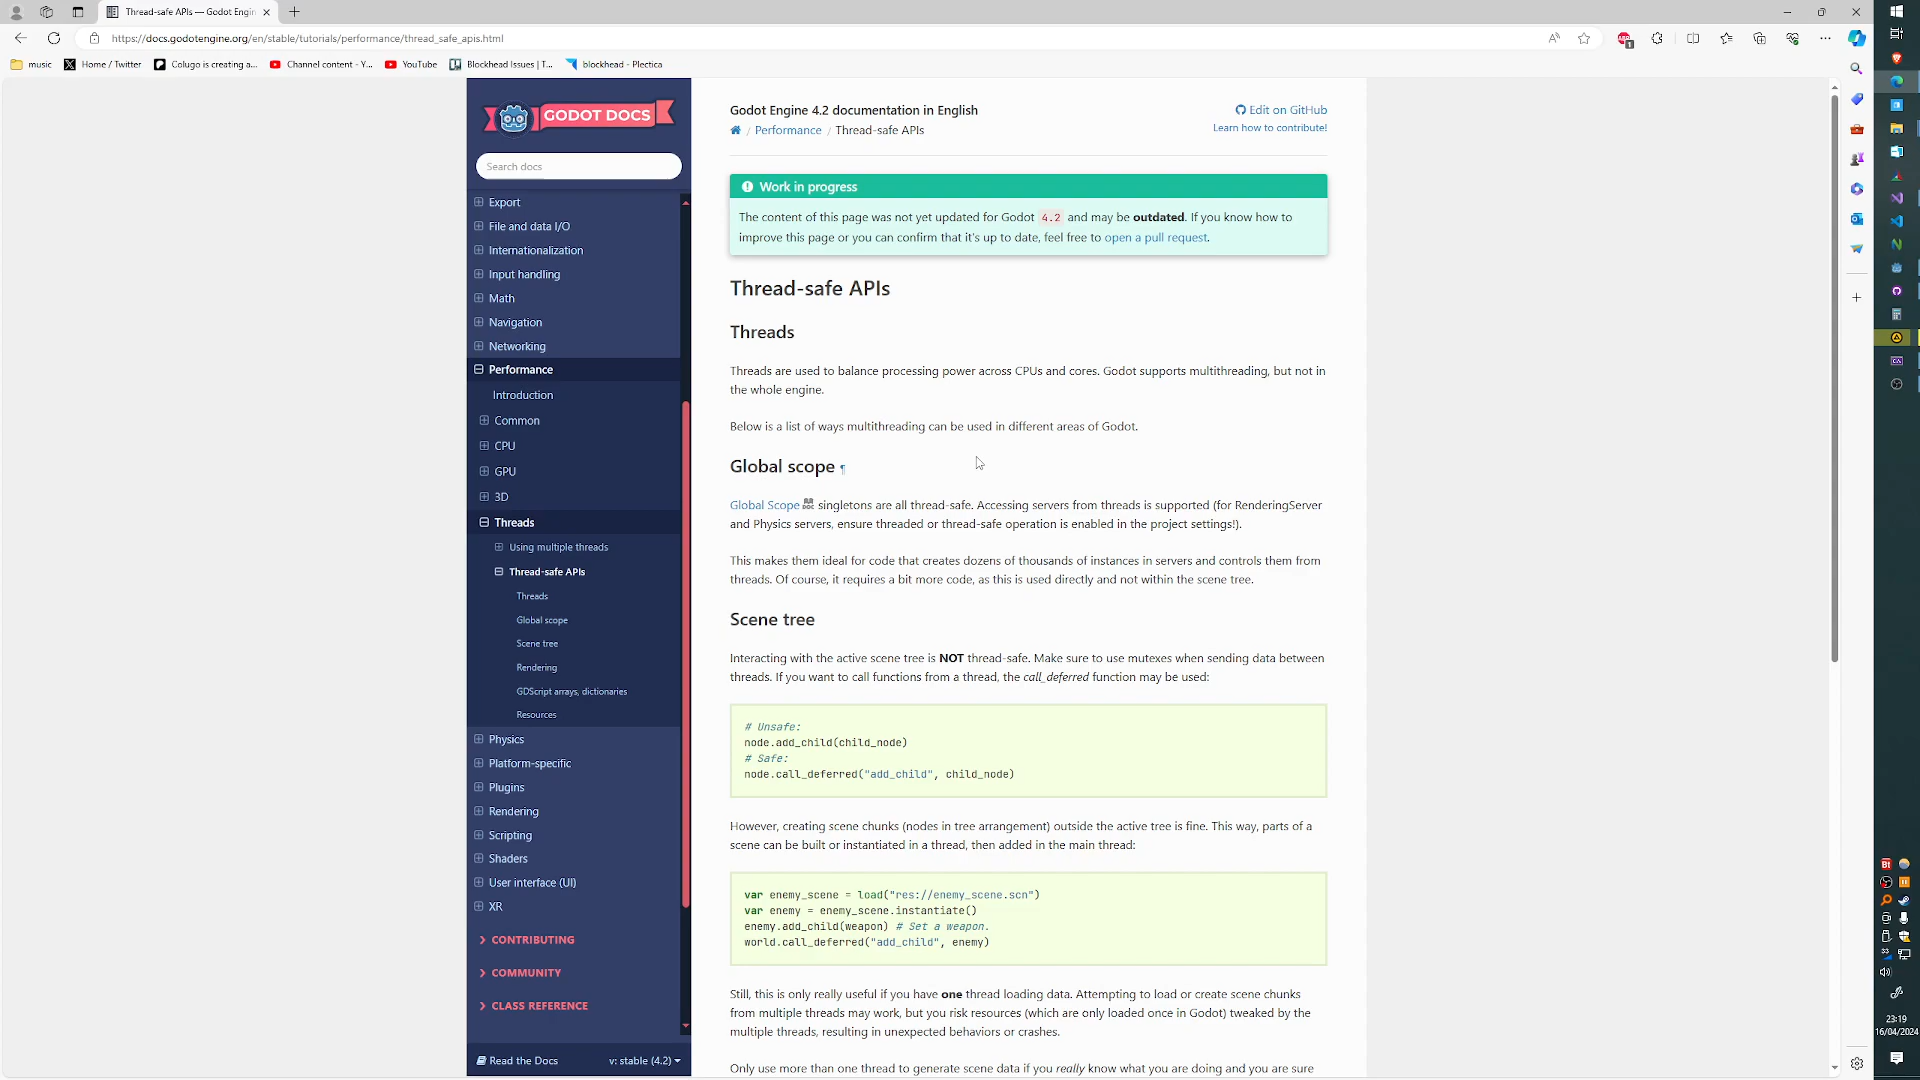 Thread-safe APIs — Godot Engin
https://docs.godotengine.org/en/stable/tutorials/performance/thread_safe_apis.html
music
Home / Twitter
Colugo is creating a...
Channel content - Y...
YouTube
Blockhead Issues | T...
blockhead - Plectica
GODOT DOCS
Search docs
Export
File and data I/O
Internationalization
Input handling
Math
Navigation
Networking
Performance
Introduction
Common
CPU
GPU
3D
Threads
Using multiple threads
Thread-safe APIs
Threads
Global scope
Scene tree
Rendering
GDScript arrays, dictionaries
Resources
Physics
Platform-specific
Plugins
Rendering
Scripting
Shaders
User interface (UI)
XR
CONTRIBUTING
COMMUNITY
CLASS REFERENCE
Read the Docs
v: stable (4.2)
Godot Engine 4.2 documentation in English
Edit on GitHub
/ Performance / Thread-safe APIs
Learn how to contribute!
Work in progress
The content of this page was not yet updated for Godot 4.2 and may be outdated. If you know how to
improve this page or you can confirm that it's up to date, feel free to open a pull request.
Thread-safe APIs
Threads
Threads are used to balance processing power across CPUs and cores. Godot supports multithreading, but not in
the whole engine.
Below is a list of ways multithreading can be used in different areas of Godot.
Global scope ¶
Global Scope singletons are all thread-safe. Accessing servers from threads is supported (for RenderingServer
and Physics servers, ensure threaded or thread-safe operation is enabled in the project settings!).
This makes them ideal for code that creates dozens of thousands of instances in servers and controls them from
threads. Of course, it requires a bit more code, as this is used directly and not within the scene tree.
Scene tree
Interacting with the active scene tree is NOT thread-safe. Make sure to use mutexes when sending data between
threads. If you want to call functions from a thread, the call_deferred function may be used:
# Unsafe:
node.add_child(child_node)
# Safe:
node.call_deferred("add_child", child_node)
However, creating scene chunks (nodes in tree arrangement) outside the active tree is fine. This way, parts of a
scene can be built or instantiated in a thread, then added in the main thread:
var enemy_scene = load("res://enemy_scene.scn")
var enemy = enemy_scene.instantiate()
enemy.add_child(weapon) # Set a weapon.
world.call_deferred("add_child", enemy)
Still, this is only really useful if you have one thread loading data. Attempting to load or create scene chunks
from multiple threads may work, but you risk resources (which are only loaded once in Godot) tweaked by the
multiple threads, resulting in unexpected behaviors or crashes.
Only use more than one thread to generate scene data if you really know what you are doing and you are sure
23:19
16/04/2024